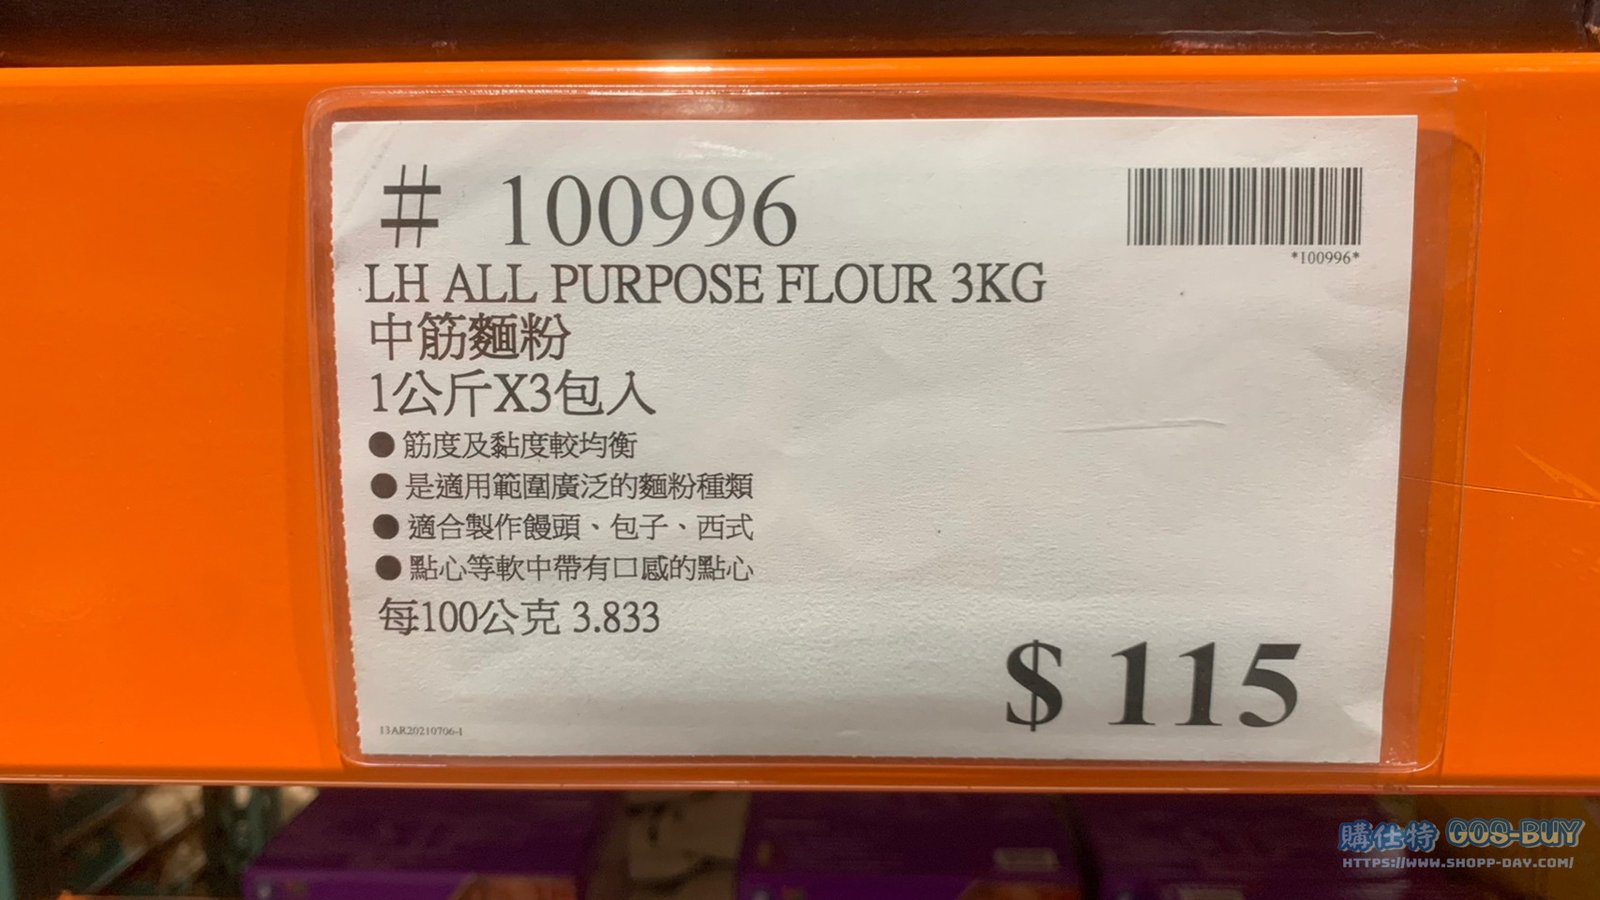 # 100996
*100996*
LH ALL PURPOSE FLOUR 3KG
中筋麵粉
1公斤X3包入
● 筋度及黏度較均衡
● 是適用範圍廣泛的麵粉種類
● 適合製作饅頭、包子、西式
● 點心等軟中帶有口感的點心
每100公克 3.833
$ 115
13AR20210706-1
購仕特 GOS-BUY
HTTPS://WWW.SHOPP-DAY.COM/